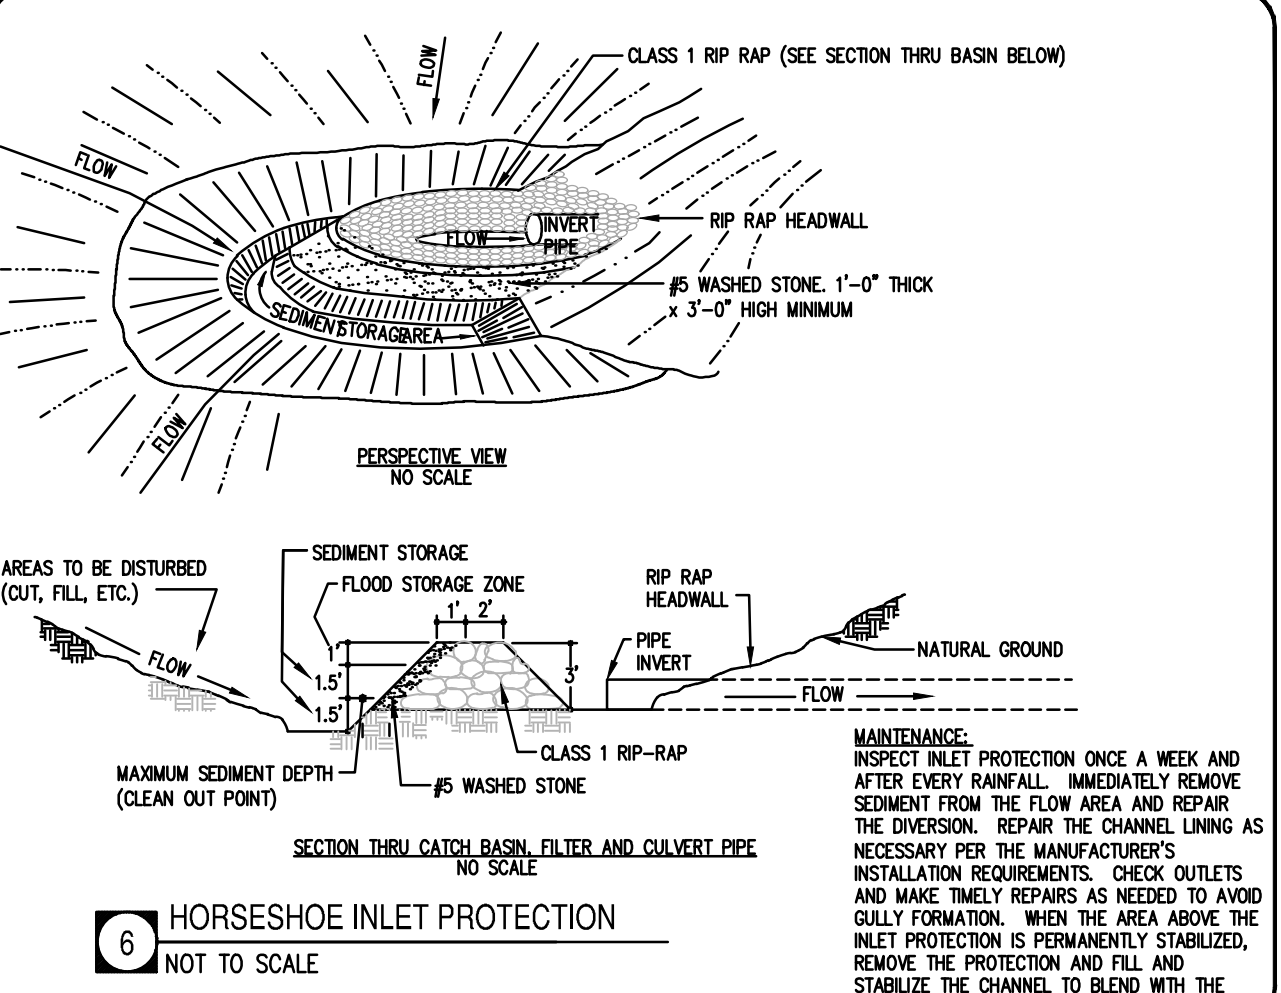 FLOW
CLASS 1 RIP RAP (SEE SECTION THRU BASIN BELOW)
FLOW
RIP RAP HEADWALL
INVERT
PIPE
FLOW
#5 WASHED STONE. 1'-0" THICK
x 3'-0" HIGH MINIMUM
SEDIMENT STORAGE AREA
FLOW
PERSPECTIVE VIEW
NO SCALE
SEDIMENT STORAGE
FLOOD STORAGE ZONE
AREAS TO BE DISTURBED
(CUT, FILL, ETC.)
FLOW
1' 2'
1'
1.5'
1.5'
3'
RIP RAP
HEADWALL
PIPE
INVERT
NATURAL GROUND
FLOW
CLASS 1 RIP-RAP
MAXIMUM SEDIMENT DEPTH
(CLEAN OUT POINT)
#5 WASHED STONE
SECTION THRU CATCH BASIN, FILTER AND CULVERT PIPE
NO SCALE
6 HORSESHOE INLET PROTECTION
NOT TO SCALE
MAINTENANCE:
INSPECT INLET PROTECTION ONCE A WEEK AND
AFTER EVERY RAINFALL. IMMEDIATELY REMOVE
SEDIMENT FROM THE FLOW AREA AND REPAIR
THE DIVERSION. REPAIR THE CHANNEL LINING AS
NECESSARY PER THE MANUFACTURER'S
INSTALLATION REQUIREMENTS. CHECK OUTLETS
AND MAKE TIMELY REPAIRS AS NEEDED TO AVOID
GULLY FORMATION. WHEN THE AREA ABOVE THE
INLET PROTECTION IS PERMANENTLY STABILIZED,
REMOVE THE PROTECTION AND FILL AND
STABILIZE THE CHANNEL TO BLEND WITH THE